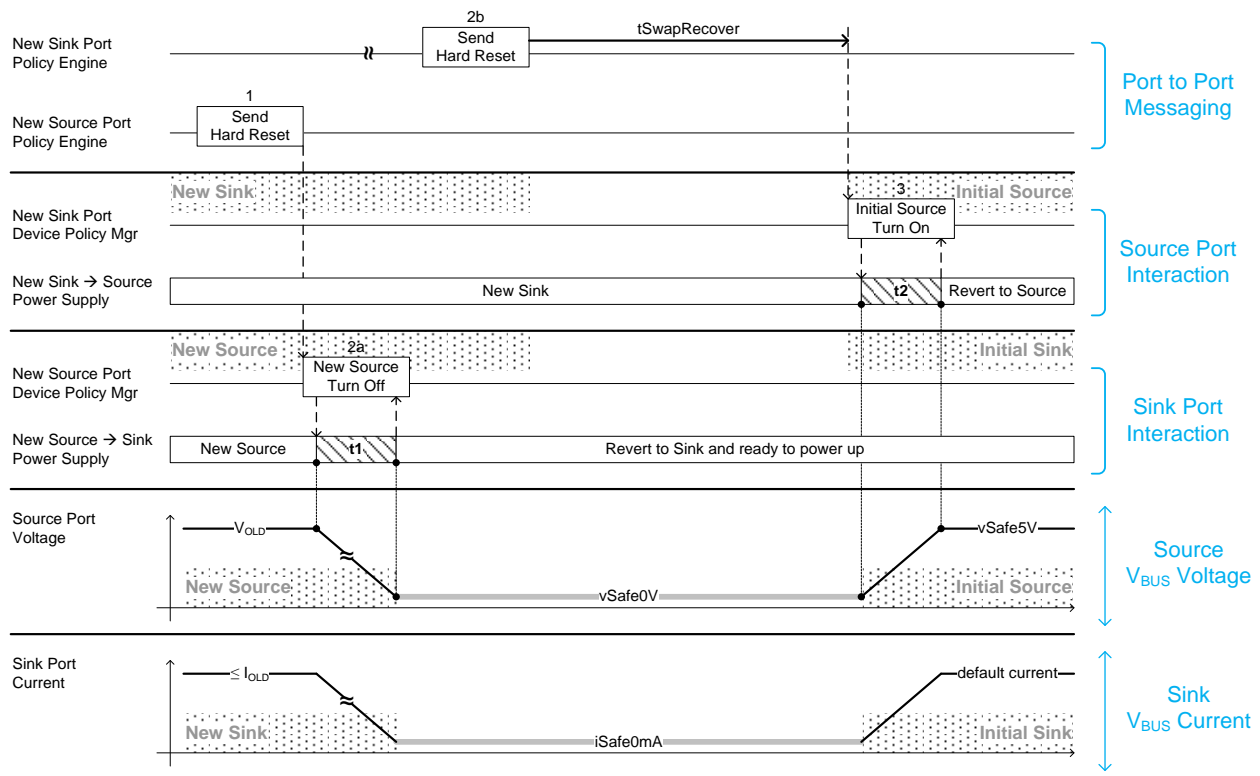 2b
New Sink Port
Policy Engine
Send
Hard Reset
tSwapRecover
Port to Port
Messaging
1
New Source Port
Policy Engine
Send
Hard Reset
New Sink
3
Initial Source
New Sink Port
Device Policy Mgr
Initial Source
Turn On
Source Port
Interaction
New Sink → Source
Power Supply
New Sink
t2
Revert to Source
New Source
2a
Initial Sink
New Source Port
Device Policy Mgr
New Source
Turn Off
Sink Port
Interaction
New Source → Sink
Power Supply
New Source
t1
Revert to Sink and ready to power up
Source Port
Voltage
VOLD
vSafe5V
Source
VBUS Voltage
New Source
vSafe0V
Initial Source
Sink Port
Current
≤ IOLD
default current
Sink
VBUS Current
New Sink
iSafe0mA
Initial Sink